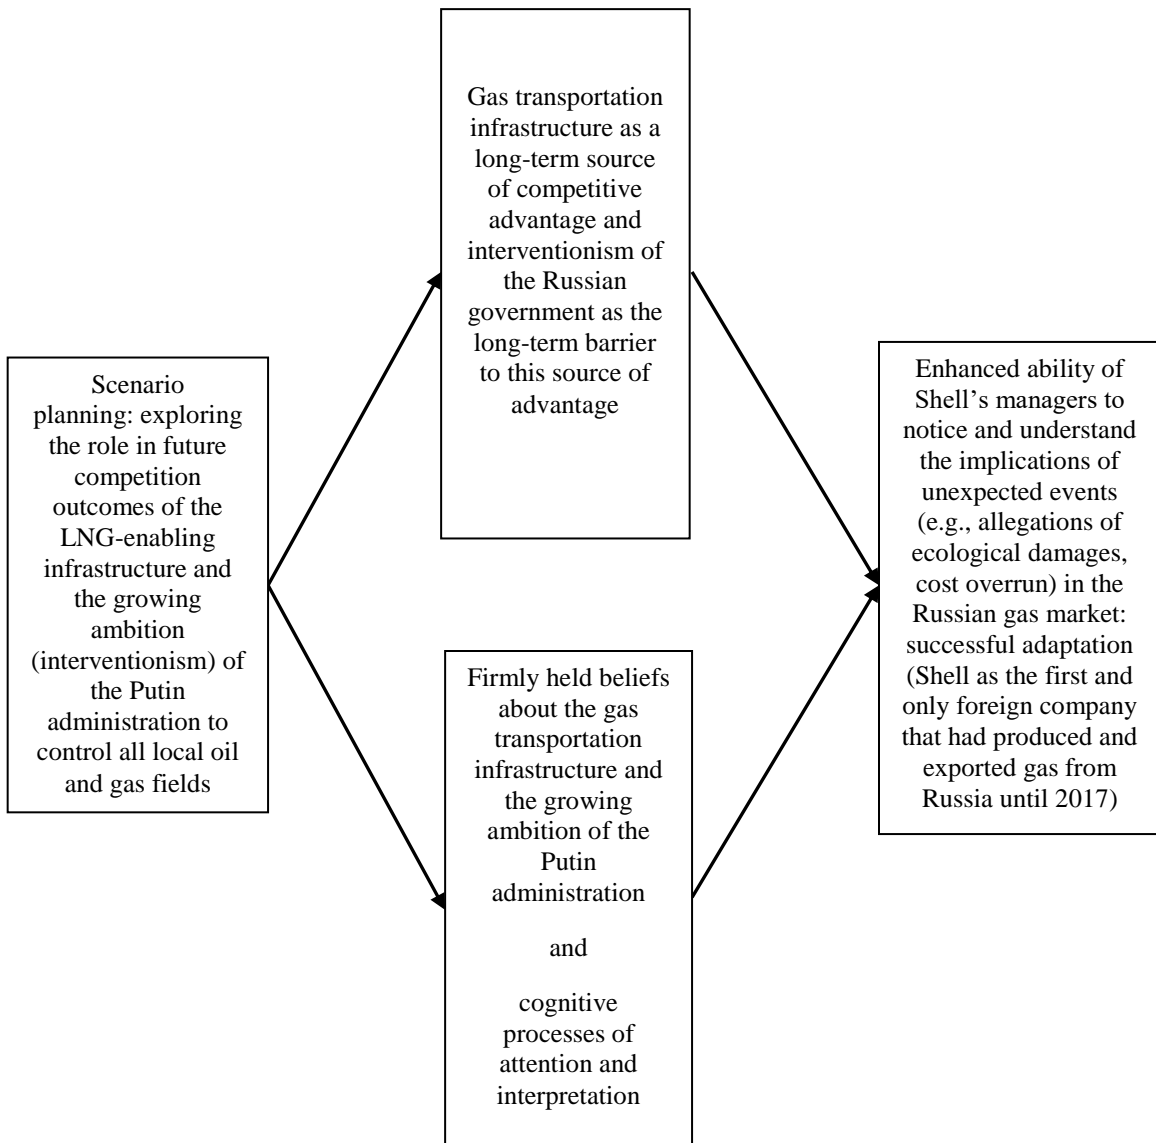 Gas transportation
infrastructure as a
long-term source
of competitive
advantage and
interventionism of
the Russian
government as the
long-term barrier
to this source of
advantage
Scenario
planning: exploring
the role in future
competition
outcomes of the
LNG-enabling
infrastructure and
the growing
ambition
(interventionism) of
the Putin
administration to
control all local oil
and gas fields
Firmly held beliefs
about the gas
transportation
infrastructure and
the growing
ambition of the
Putin
administration
and
cognitive
processes of
attention and
interpretation
Enhanced ability of
Shell’s managers to
notice and understand
the implications of
unexpected events
(e.g., allegations of
ecological damages,
cost overrun) in the
Russian gas market:
successful adaptation
(Shell as the first and
only foreign company
that had produced and
exported gas from
Russia until 2017)